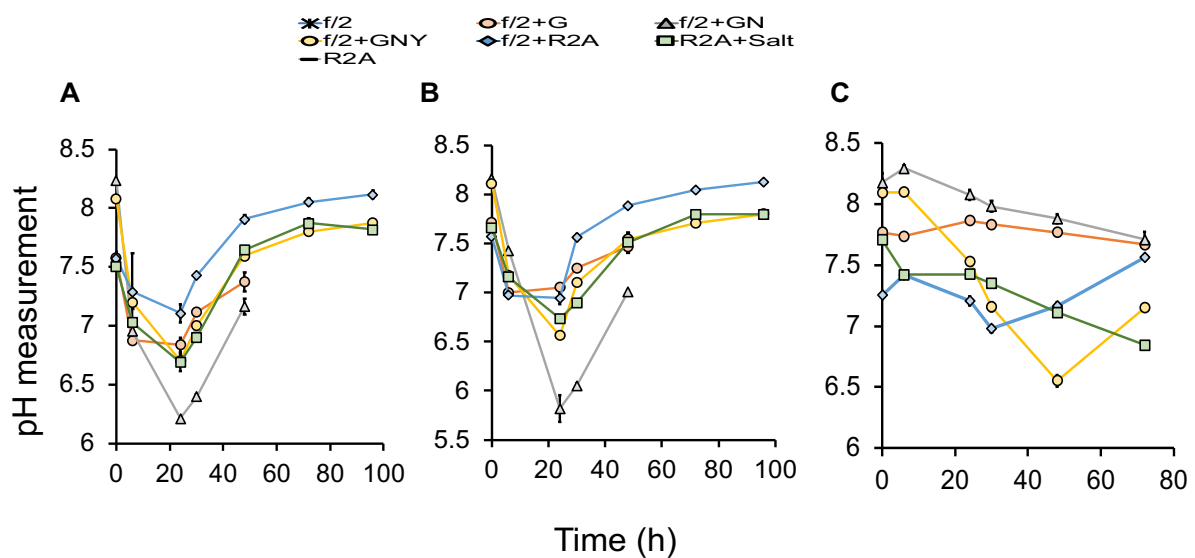 f/2 f/2+G f/2+GN
f/2+GNY f/2+R2A R2A+Salt
R2A
A B C
pH measurement
8.5
8
7.5
7
6.5
6
0 20 40 60 80 100
8.5
8
7.5
7
6.5
6
5.5
0 20 40 60 80 100
8.5
8
7.5
7
6.5
6
0 20 40 60 80
Time (h)